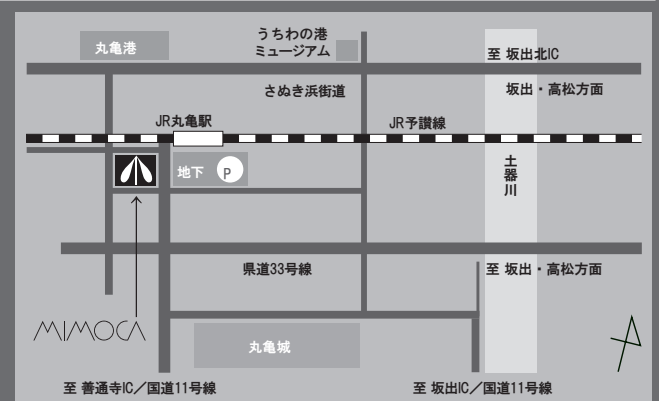 うちわの港
ミュージアム
丸亀港
至 坂出北IC
さぬき浜街道
坂出・高松方面
JR丸亀駅
JR予讃線
地下 P
土器川
県道33号線
至 坂出・高松方面
MIMOCA
丸亀城
至 善通寺IC／国道11号線
至 坂出IC／国道11号線